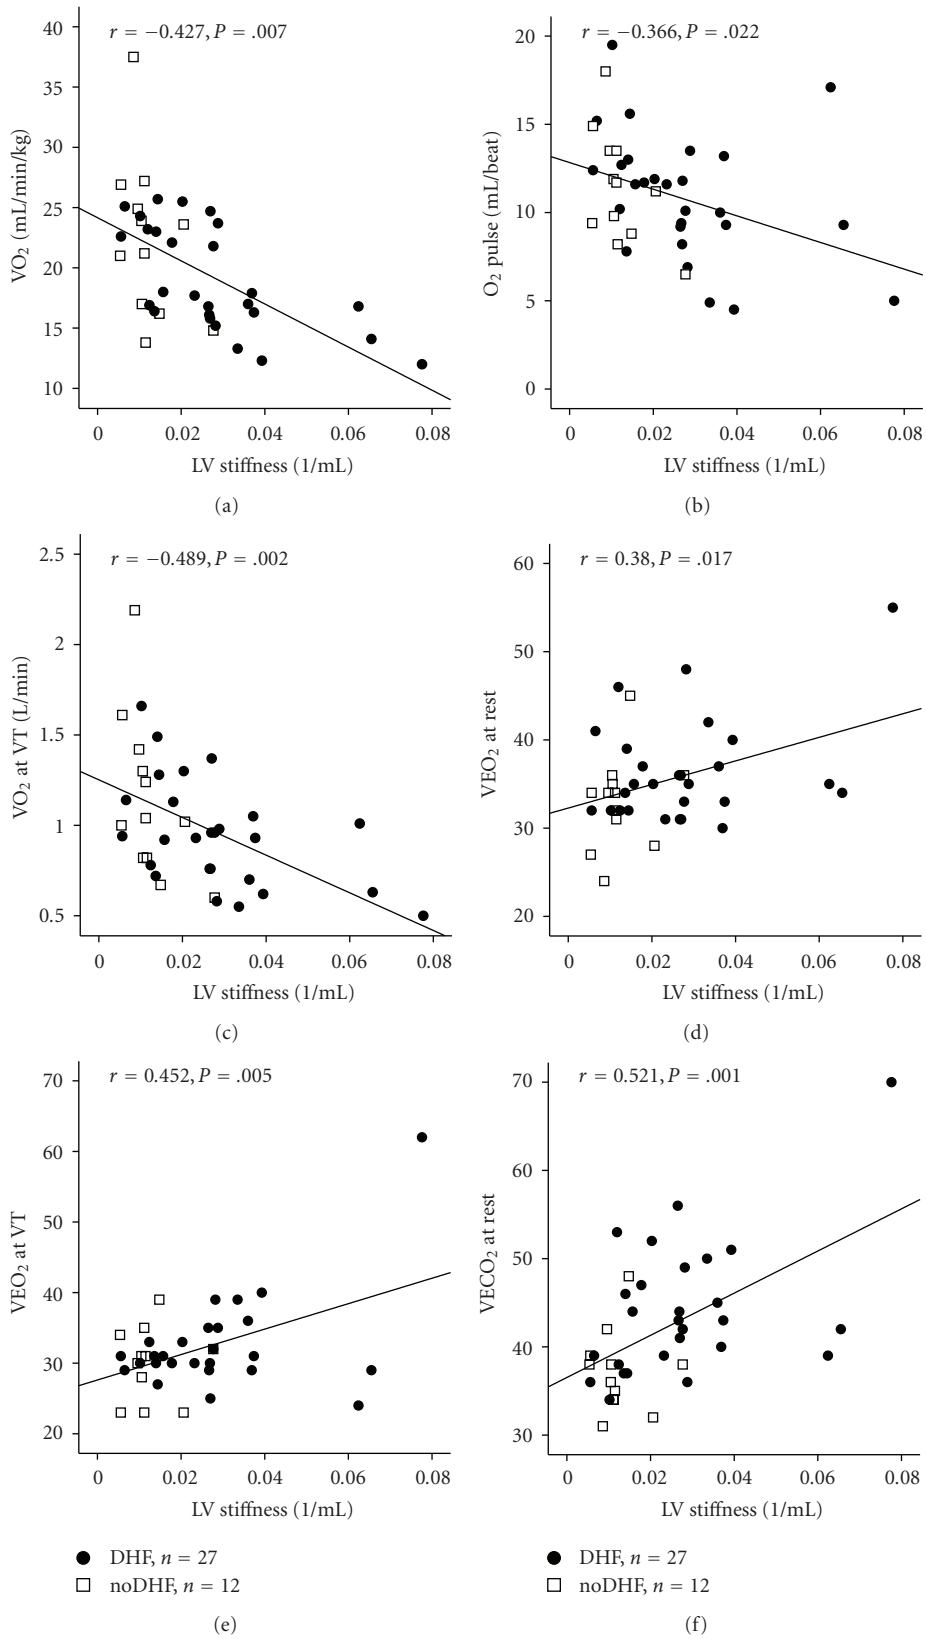 r = −0.427, P = .007
40
35
30
25
20
15
10
VO2 (mL/min/kg)
0 0.02 0.04 0.06 0.08
LV stiffness (1/mL)
(a)
r = −0.366, P = .022
20
15
10
5
0
O2 pulse (mL/beat)
0 0.02 0.04 0.06 0.08
LV stiffness (1/mL)
(b)
r = −0.489, P = .002
2.5
2
1.5
1
0.5
VO2 at VT (L/min)
0 0.02 0.04 0.06 0.08
LV stiffness (1/mL)
(c)
r = 0.38, P = .017
60
50
40
30
20
VEO2 at rest
0 0.02 0.04 0.06 0.08
LV stiffness (1/mL)
(d)
r = 0.452, P = .005
70
60
50
40
30
20
VEO2 at VT
0 0.02 0.04 0.06 0.08
LV stiffness (1/mL)
DHF, n = 27
noDHF, n = 12
(e)
r = 0.521, P = .001
70
60
50
40
30
VECO2 at rest
0 0.02 0.04 0.06 0.08
LV stiffness (1/mL)
DHF, n = 27
noDHF, n = 12
(f)